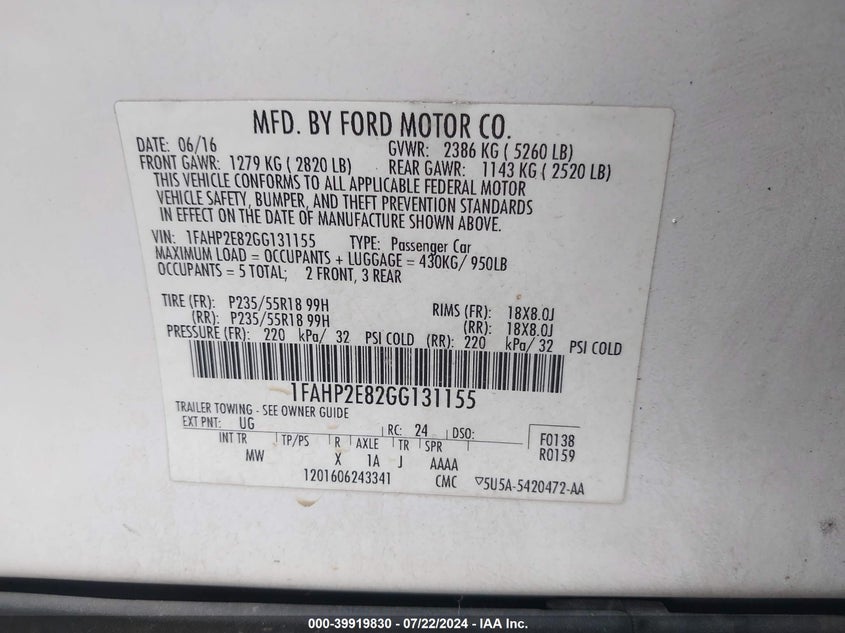 MFD. BY FORD MOTOR CO.
DATE: 06/16 GVWR: 2386 KG ( 5260 LB)
FRONT GAWR: 1279 KG ( 2820 LB) REAR GAWR: 1143 KG ( 2520 LB)
THIS VEHICLE CONFORMS TO ALL APPLICABLE FEDERAL MOTOR
VEHICLE SAFETY, BUMPER, AND THEFT PREVENTION STANDARDS
IN EFFECT ON THE DATE OF MANUFACTURE SHOWN ABOVE.
VIN: 1FAHP2E82GG131155 TYPE: Passenger Car
MAXIMUM LOAD = OCCUPANTS + LUGGAGE = 430KG/ 950LB
OCCUPANTS = 5 TOTAL; 2 FRONT, 3 REAR
TIRE (FR): P235/55R18 99H RIMS (FR): 18X8.0J
(RR): P235/55R18 99H (RR): 18X8.0J
PRESSURE (FR): 220 kPa/ 32 PSI COLD (RR): 220 kPa/ 32 PSI COLD
1FAHP2E82GG131155
TRAILER TOWING - SEE OWNER GUIDE
EXT PNT: UG RC: 24 DSO: F0138
INT TR TP/PS R AXLE TR SPR R0159
MW X 1A J AAAA
1201606243341 CMC ▽5U5A-5420472-AA
000-39919830 - 07/22/2024 - IAA Inc.